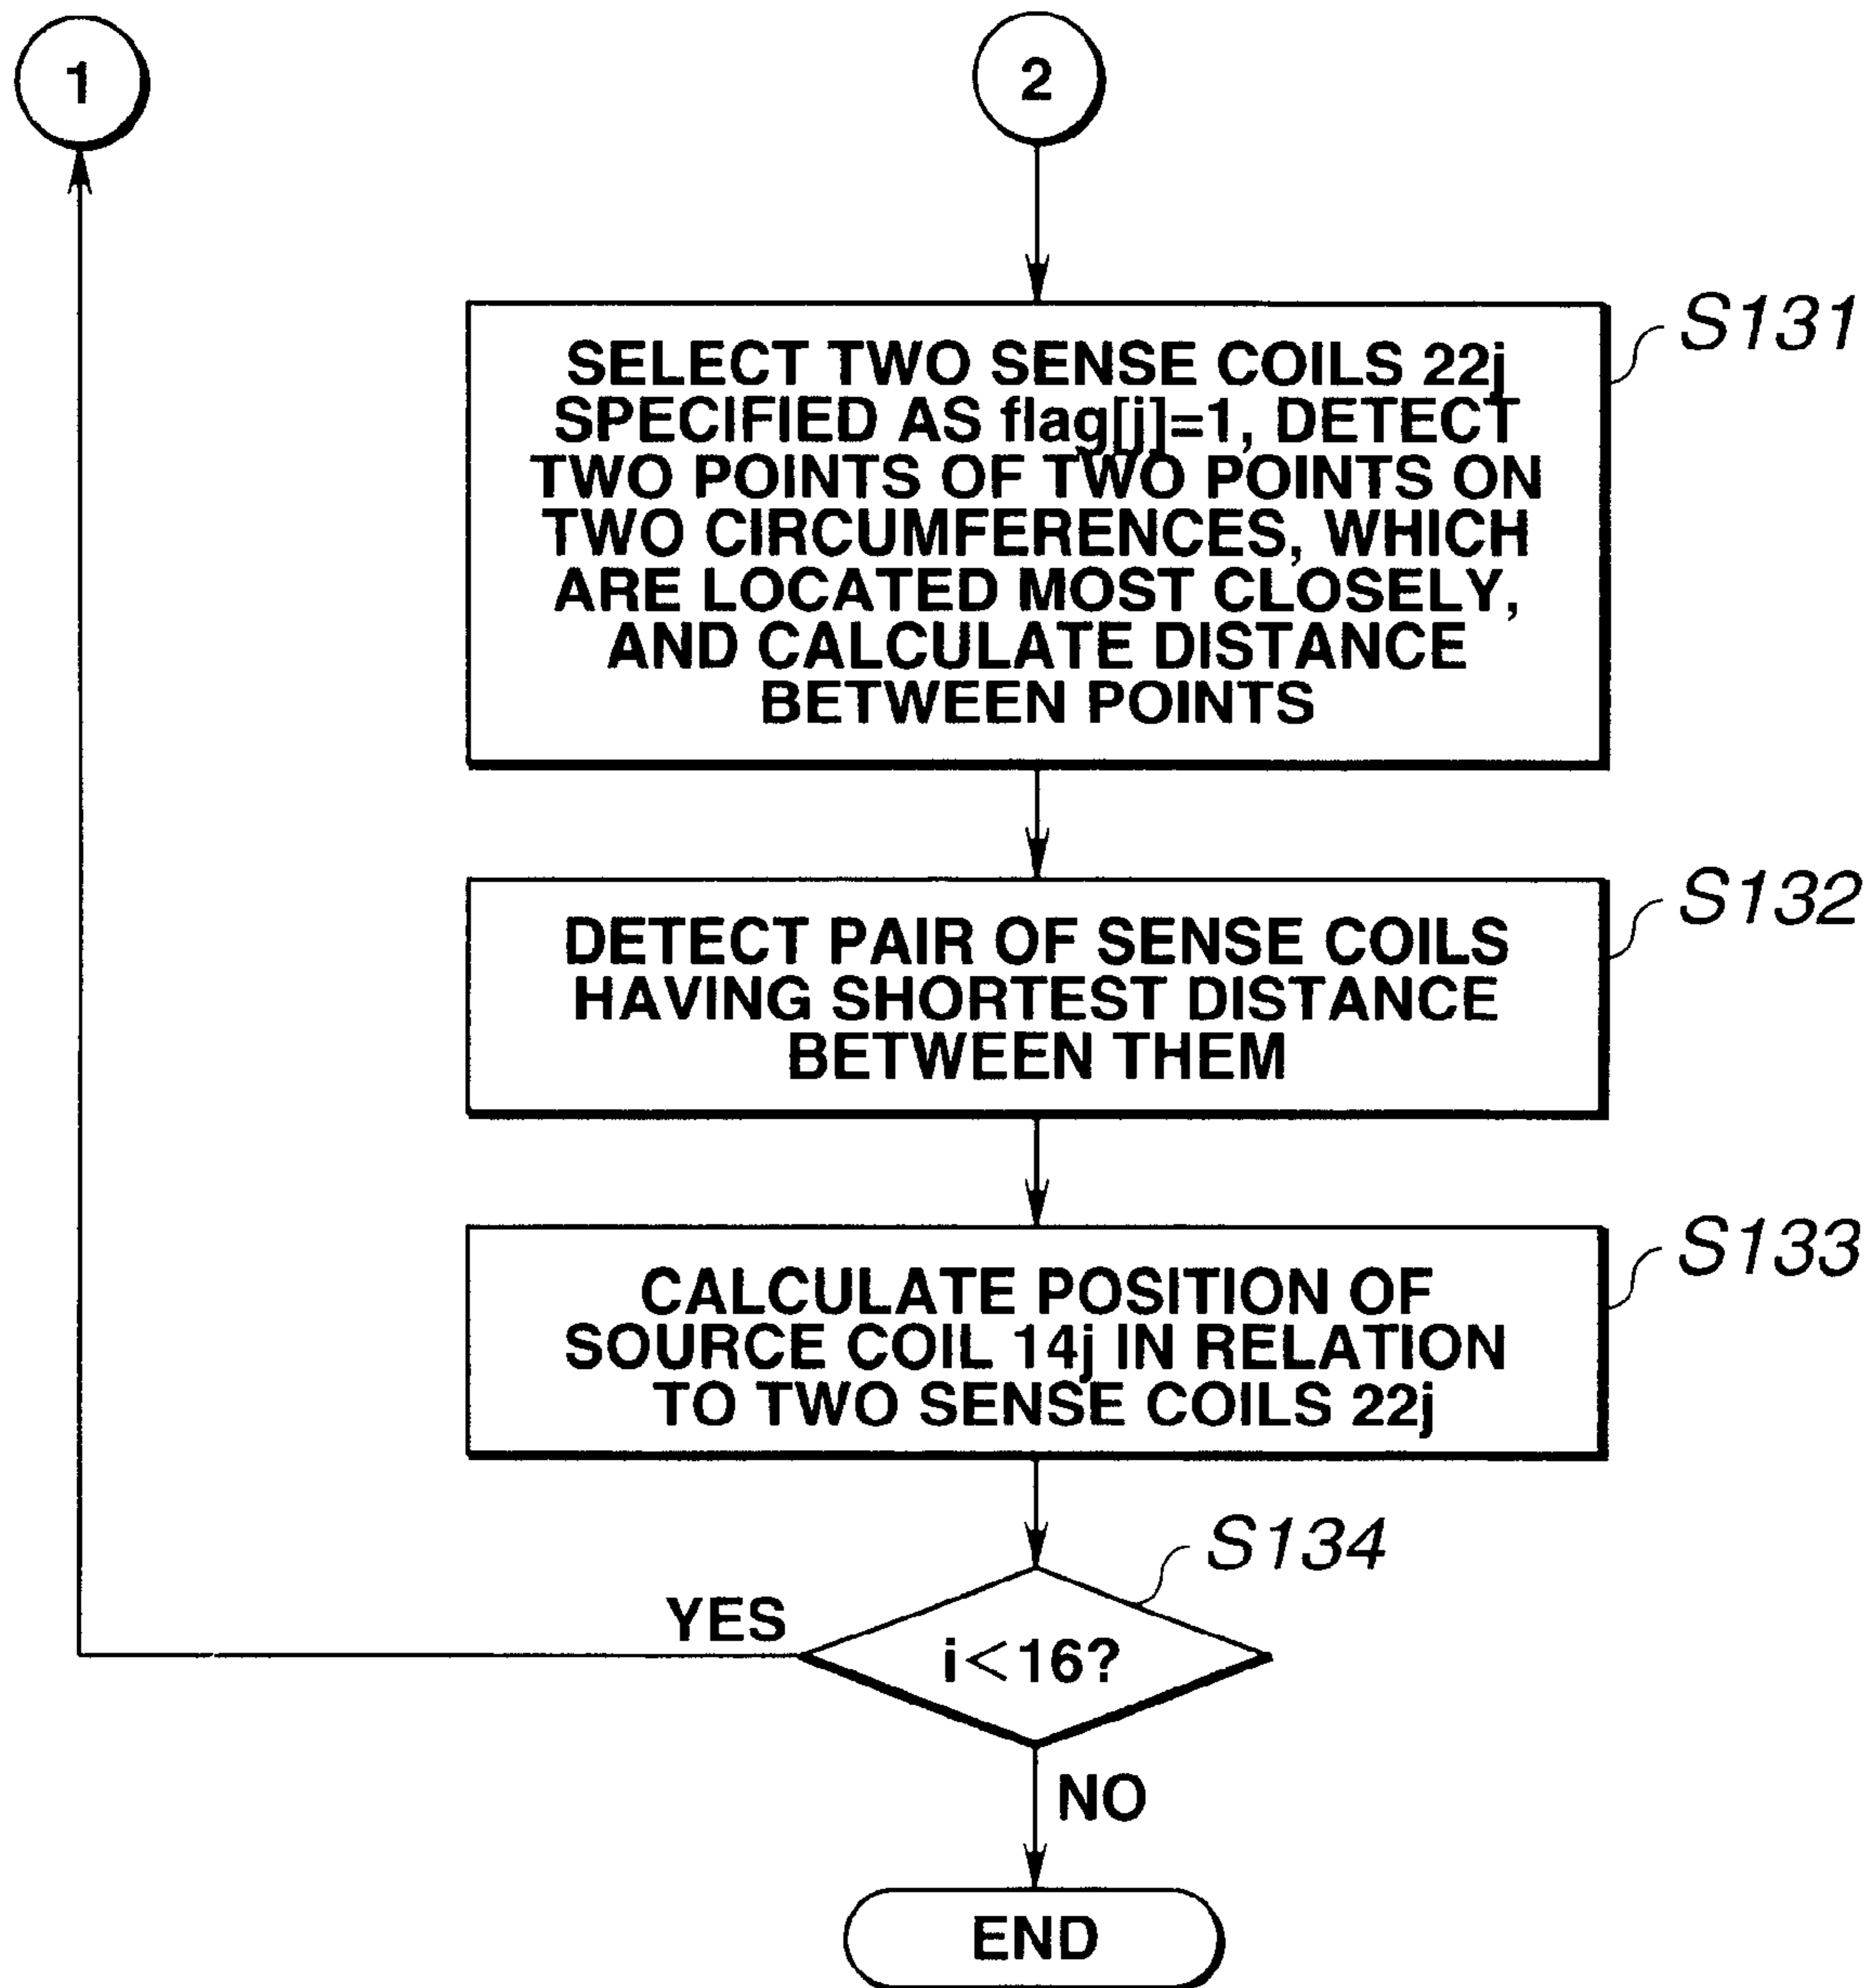 1
2
S131
SELECT TWO SENSE COILS 22j
SPECIFIED AS flag[j]=1, DETECT
TWO POINTS OF TWO POINTS ON
TWO CIRCUMFERENCES, WHICH
ARE LOCATED MOST CLOSELY,
AND CALCULATE DISTANCE
BETWEEN POINTS
S132
DETECT PAIR OF SENSE COILS
HAVING SHORTEST DISTANCE
BETWEEN THEM
S133
CALCULATE POSITION OF
SOURCE COIL 14j IN RELATION
TO TWO SENSE COILS 22j
S134
YES
i<16?
NO
END